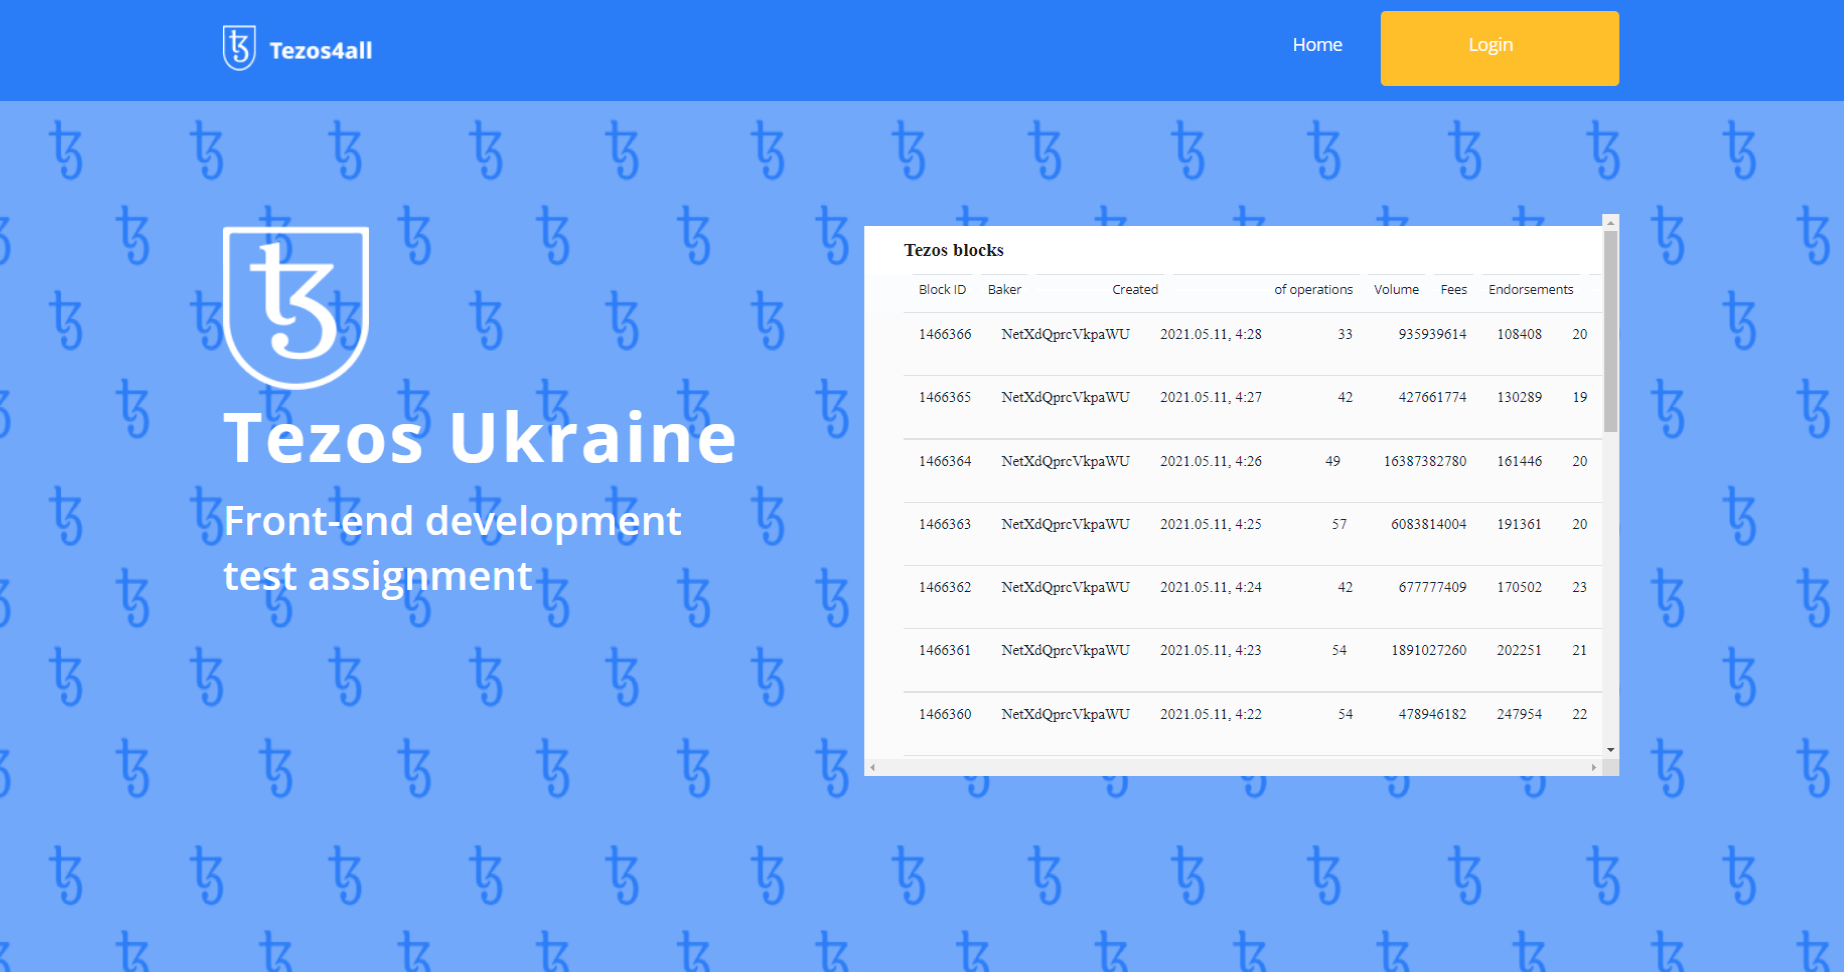 Tezos4all
Home
Login
Tezos Ukraine
Front-end development
test assignment
Tezos blocks
Block ID Baker Created of operations Volume Fees Endorsements
1466366 NetXdQprcVkpaWU 2021.05.11, 4:28 33 935939614 108408 20
1466365 NetXdQprcVkpaWU 2021.05.11, 4:27 42 427661774 130289 19
1466364 NetXdQprcVkpaWU 2021.05.11, 4:26 49 16387382780 161446 20
1466363 NetXdQprcVkpaWU 2021.05.11, 4:25 57 6083814004 191361 20
1466362 NetXdQprcVkpaWU 2021.05.11, 4:24 42 677777409 170502 23
1466361 NetXdQprcVkpaWU 2021.05.11, 4:23 54 1891027260 202251 21
1466360 NetXdQprcVkpaWU 2021.05.11, 4:22 54 478946182 247954 22